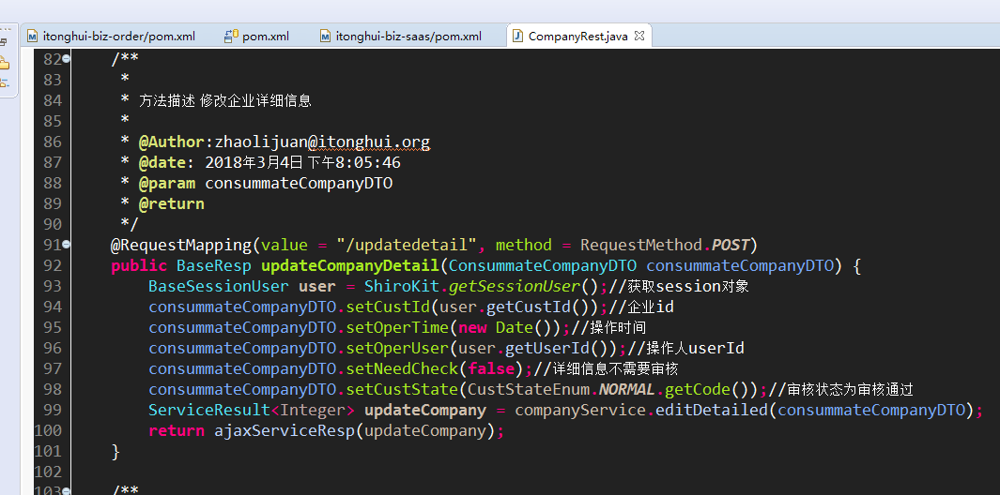 itonghui-biz-order/pom.xml pom.xml itonghui-biz-saas/pom.xml CompanyRest.java
82 /**
83 *
84 * 方法描述 修改企业详细信息
85 *
86 * @Author:zhaolijuan@itonghui.org
87 * @date: 2018年3月4日 下午8:05:46
88 * @param consummateCompanyDTO
89 * @return
90 */
91 @RequestMapping(value = "/updatedetail", method = RequestMethod.POST)
92 public BaseResp updateCompanyDetail(ConsummateCompanyDTO consummateCompanyDTO) {
93 BaseSessionUser user = ShiroKit.getSessionUser();//获取session对象
94 consummateCompanyDTO.setCustId(user.getCustId());//企业id
95 consummateCompanyDTO.setOperTime(new Date());//操作时间
96 consummateCompanyDTO.setOperUser(user.getUserId());//操作人userId
97 consummateCompanyDTO.setNeedCheck(false);//详细信息不需要审核
98 consummateCompanyDTO.setCustState(CustStateEnum.NORMAL.getCode());//审核状态为审核通过
99 ServiceResult<Integer> updateCompany = companyService.editDetailed(consummateCompanyDTO);
100 return ajaxServiceResp(updateCompany);
101 }
102
103 /**